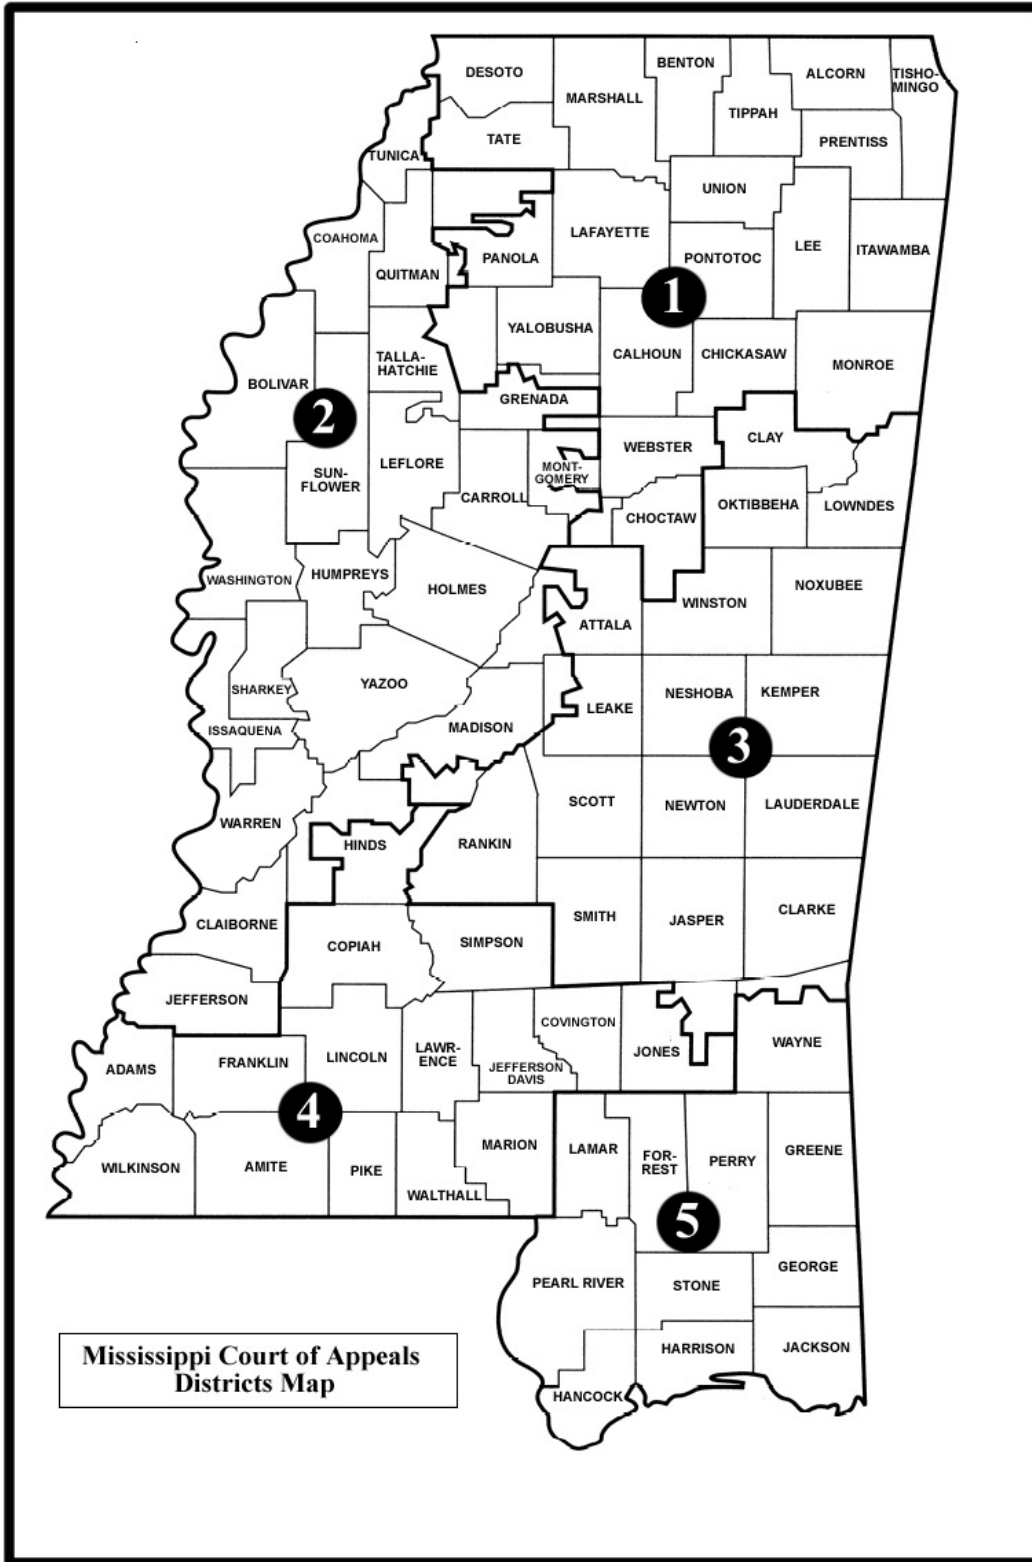 DESOTO
MARSHALL
BENTON
TIPPAH
ALCORN
TISHO-
MINGO
TUNICA
TATE
PRENTISS
UNION
COAHOMA
QUITMAN
PANOLA
LAFAYETTE
PONTOTOC
LEE
ITAWAMBA
1
YALOBUSHA
TALLA-
HATCHIE
CALHOUN
CHICKASAW
MONROE
BOLIVAR
2
GRENADA
SUN-
FLOWER
LEFLORE
CARROLL
MONT-
GOMERY
WEBSTER
CLAY
CHOCTAW
OKTIBBEHA
LOWNDES
WASHINGTON
HUMPREYS
HOLMES
ATTALA
WINSTON
NOXUBEE
SHARKEY
YAZOO
ISSAQUENA
MADISON
LEAKE
NESHOBA
KEMPER
3
WARREN
HINDS
RANKIN
SCOTT
NEWTON
LAUDERDALE
CLAIBORNE
COPIAH
SIMPSON
SMITH
JASPER
CLARKE
JEFFERSON
ADAMS
FRANKLIN
LINCOLN
LAWR-
ENCE
JEFFERSON
DAVIS
COVINGTON
JONES
WAYNE
4
WILKINSON
AMITE
PIKE
WALTHALL
MARION
LAMAR
FOR-
REST
PERRY
GREENE
5
PEARL RIVER
STONE
GEORGE
HARRISON
JACKSON
HANCOCK
Mississippi Court of Appeals
Districts Map